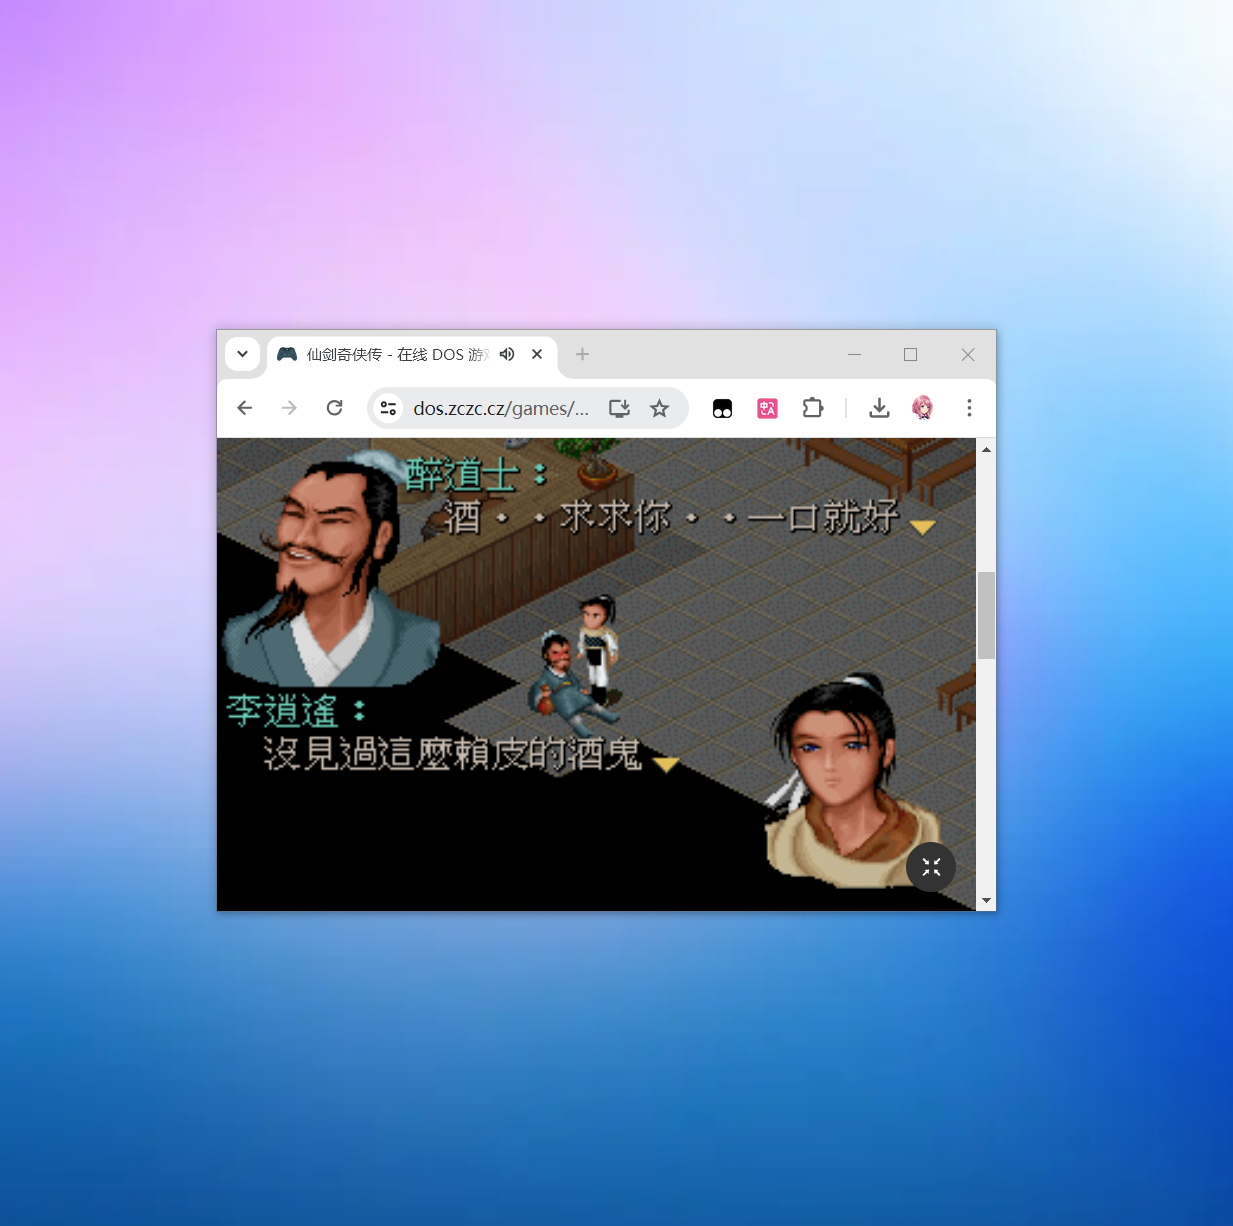 仙剑奇侠传 - 在线 DOS 游
dos.zczc.cz/games/...
醉道士：
酒‧‧求求你‧‧一口就好
李逍遙：
沒見過這麼賴皮的酒鬼